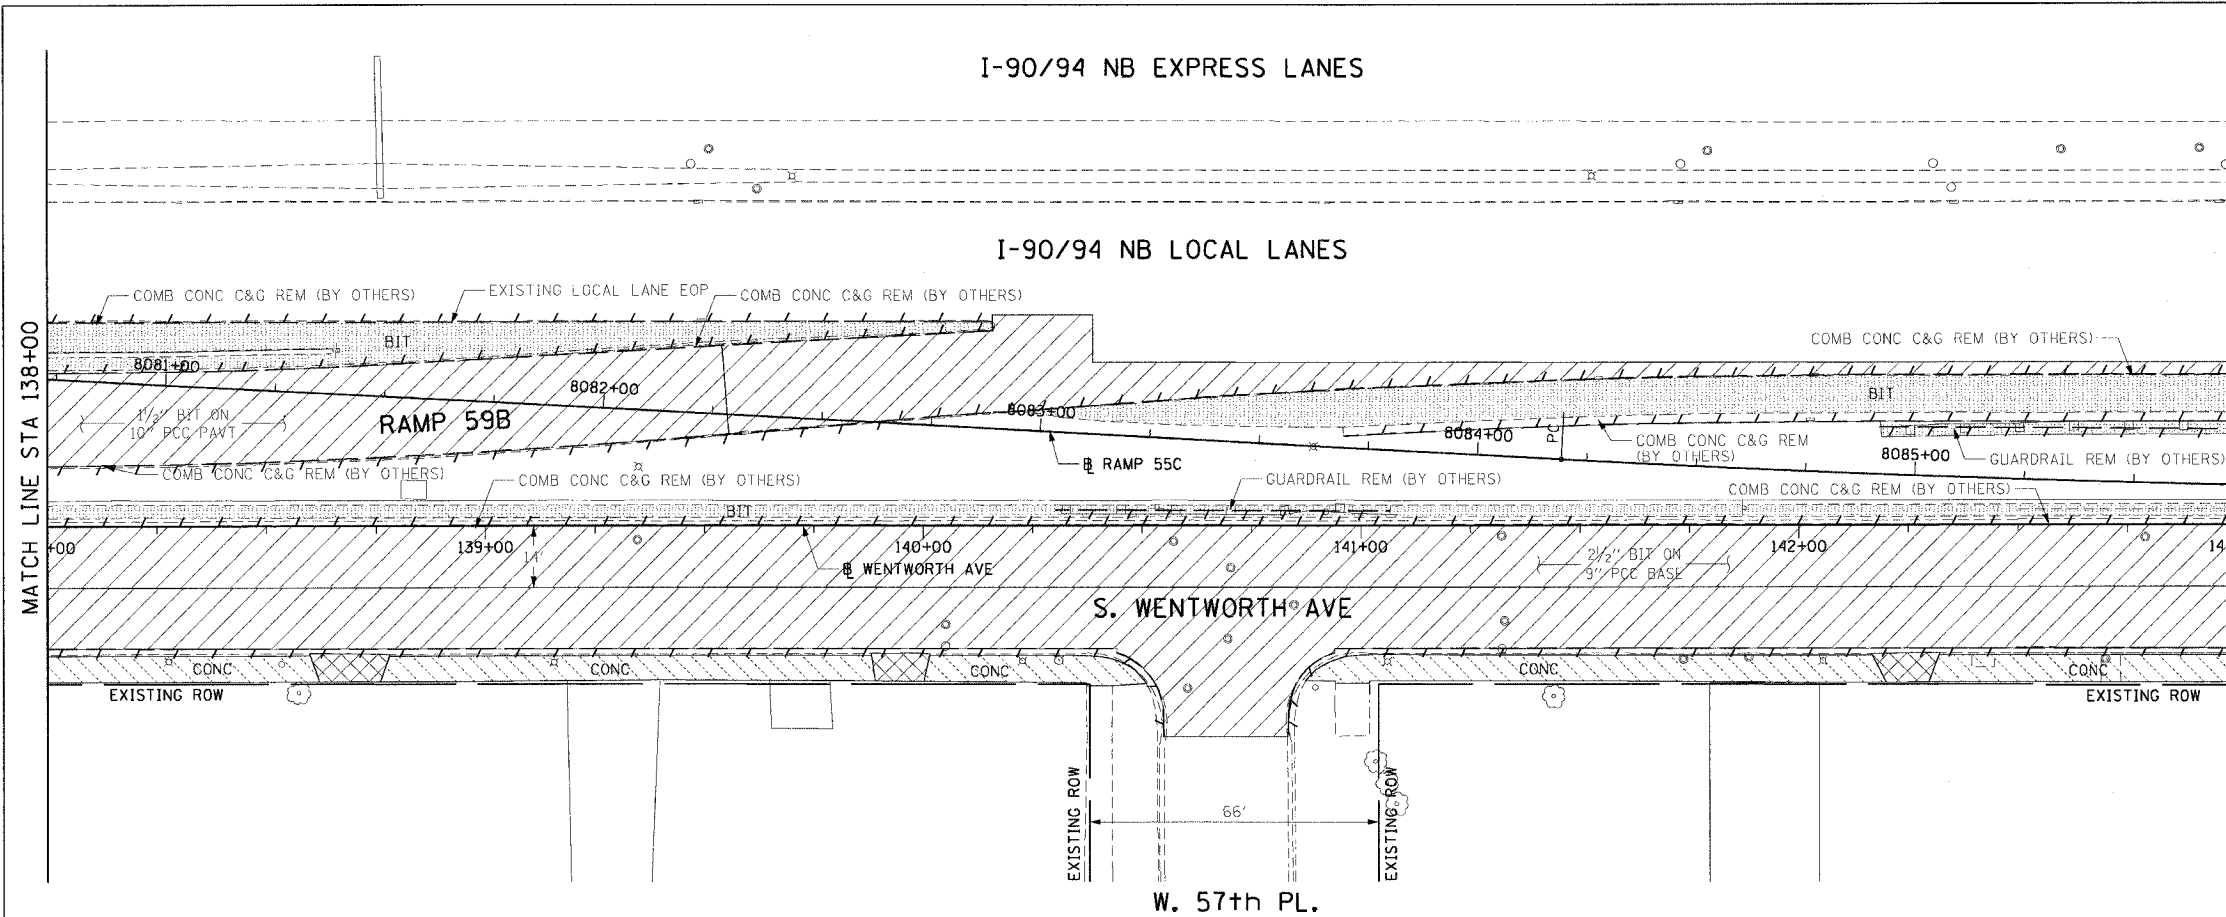 I-90/94 NB EXPRESS LANES
I-90/94 NB LOCAL LANES
MATCH LINE STA 138+00
COMB CONC C&G REM (BY OTHERS)
EXISTING LOCAL LANE EOP
COMB CONC C&G REM (BY OTHERS)
COMB CONC C&G REM (BY OTHERS)
BIT
BIT
8081+00
8082+00
8083+00
8084+00
8085+00
1½" BIT ON
10" PCC PAVT
RAMP 59B
PC
COMB CONC C&G REM
(BY OTHERS)
℄ RAMP 55C
GUARDRAIL REM (BY OTHERS)
COMB CONC C&G REM (BY OTHERS)
COMB CONC C&G REM (BY OTHERS)
GUARDRAIL REM (BY OTHERS)
COMB CONC C&G REM (BY OTHERS)
BIT
+00
139+00
140+00
141+00
142+00
14
14'
℄ WENTWORTH AVE
2½" BIT ON
9" PCC BASE
S. WENTWORTH AVE
CONC
CONC
CONC
CONC
CONC
EXISTING ROW
EXISTING ROW
EXISTING ROW
66'
EXISTING ROW
W. 57th PL.